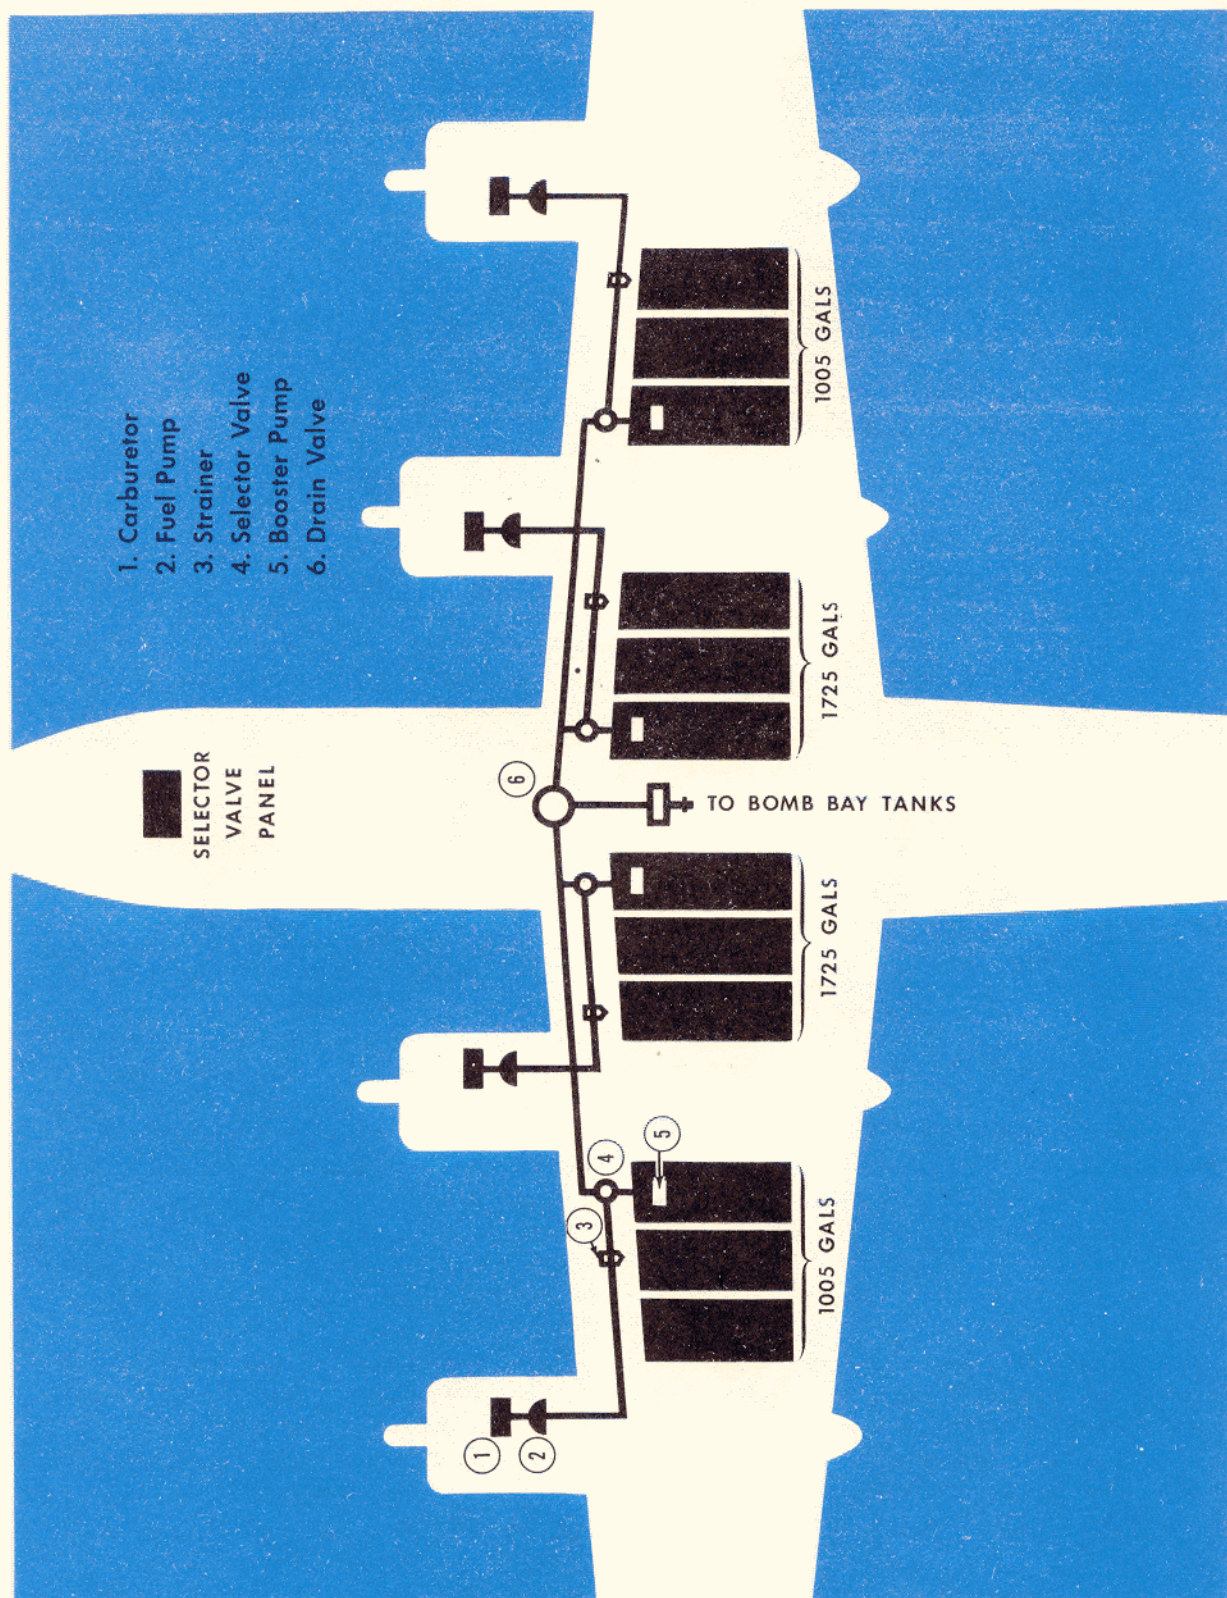 1. Carburetor
2. Fuel Pump
3. Strainer
4. Selector Valve
5. Booster Pump
6. Drain Valve
SELECTOR
VALVE
PANEL
6
TO BOMB BAY TANKS
1005 GALS
1725 GALS
1725 GALS
1005 GALS
1
2
3
4
5